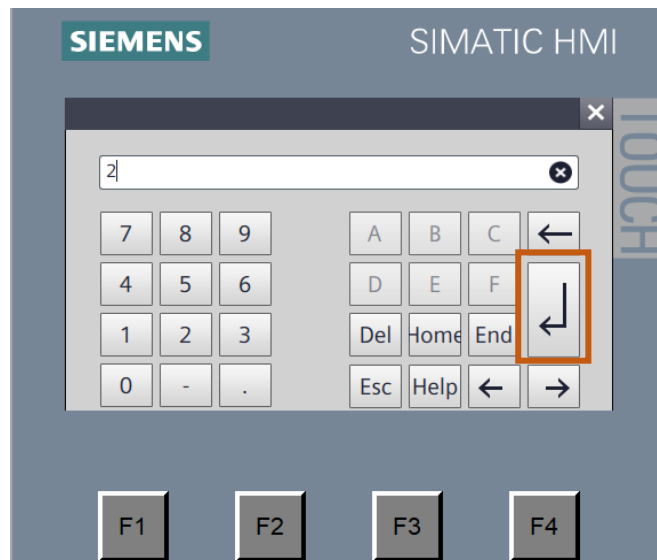 SIEMENS SIMATIC HMI
TOUCH
2
7 8 9 A B C
4 5 6 D E F
1 2 3 Del Home End
0 - . Esc Help
F1 F2 F3 F4